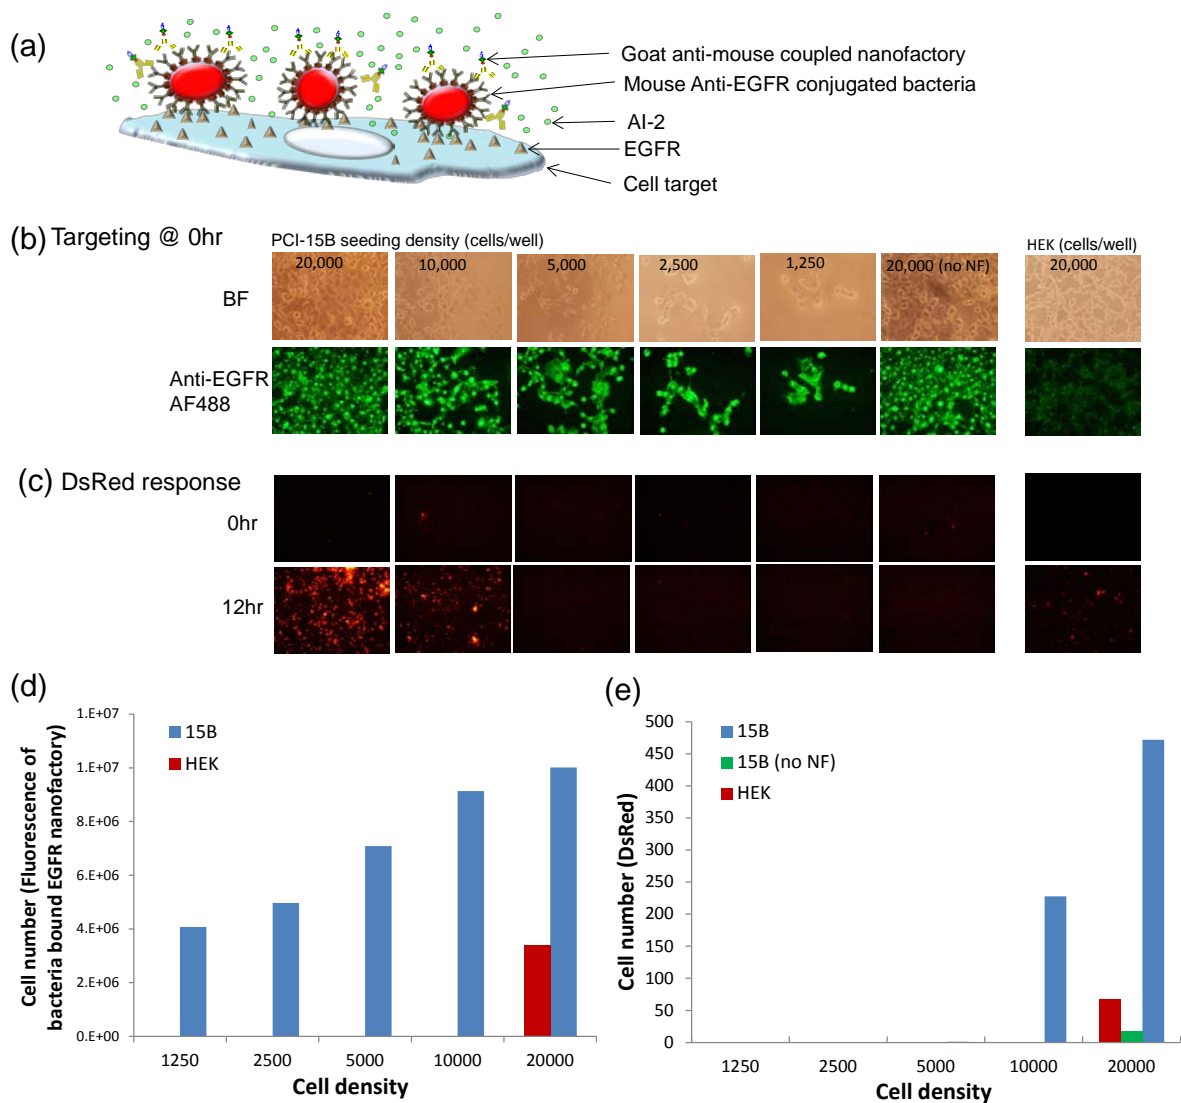 (a)
Goat anti-mouse coupled nanofactory
Mouse Anti-EGFR conjugated bacteria
AI-2
EGFR
Cell target
(b) Targeting @ 0hr
PCI-15B seeding density (cells/well)
HEK (cells/well)
20,000 10,000 5,000 2,500 1,250 20,000 (no NF) 20,000
BF
Anti-EGFR
AF488
(c) DsRed response
0hr
12hr
(d)
Cell number (Fluorescence of
bacteria bound EGFR nanofactory)
1.E+07
1.E+07
8.E+06
6.E+06
4.E+06
2.E+06
0.E+00
15B
HEK
1250 2500 5000 10000 20000
Cell density
(e)
Cell number (DsRed)
500
450
400
350
300
250
200
150
100
50
0
15B
15B (no NF)
HEK
1250 2500 5000 10000 20000
Cell density